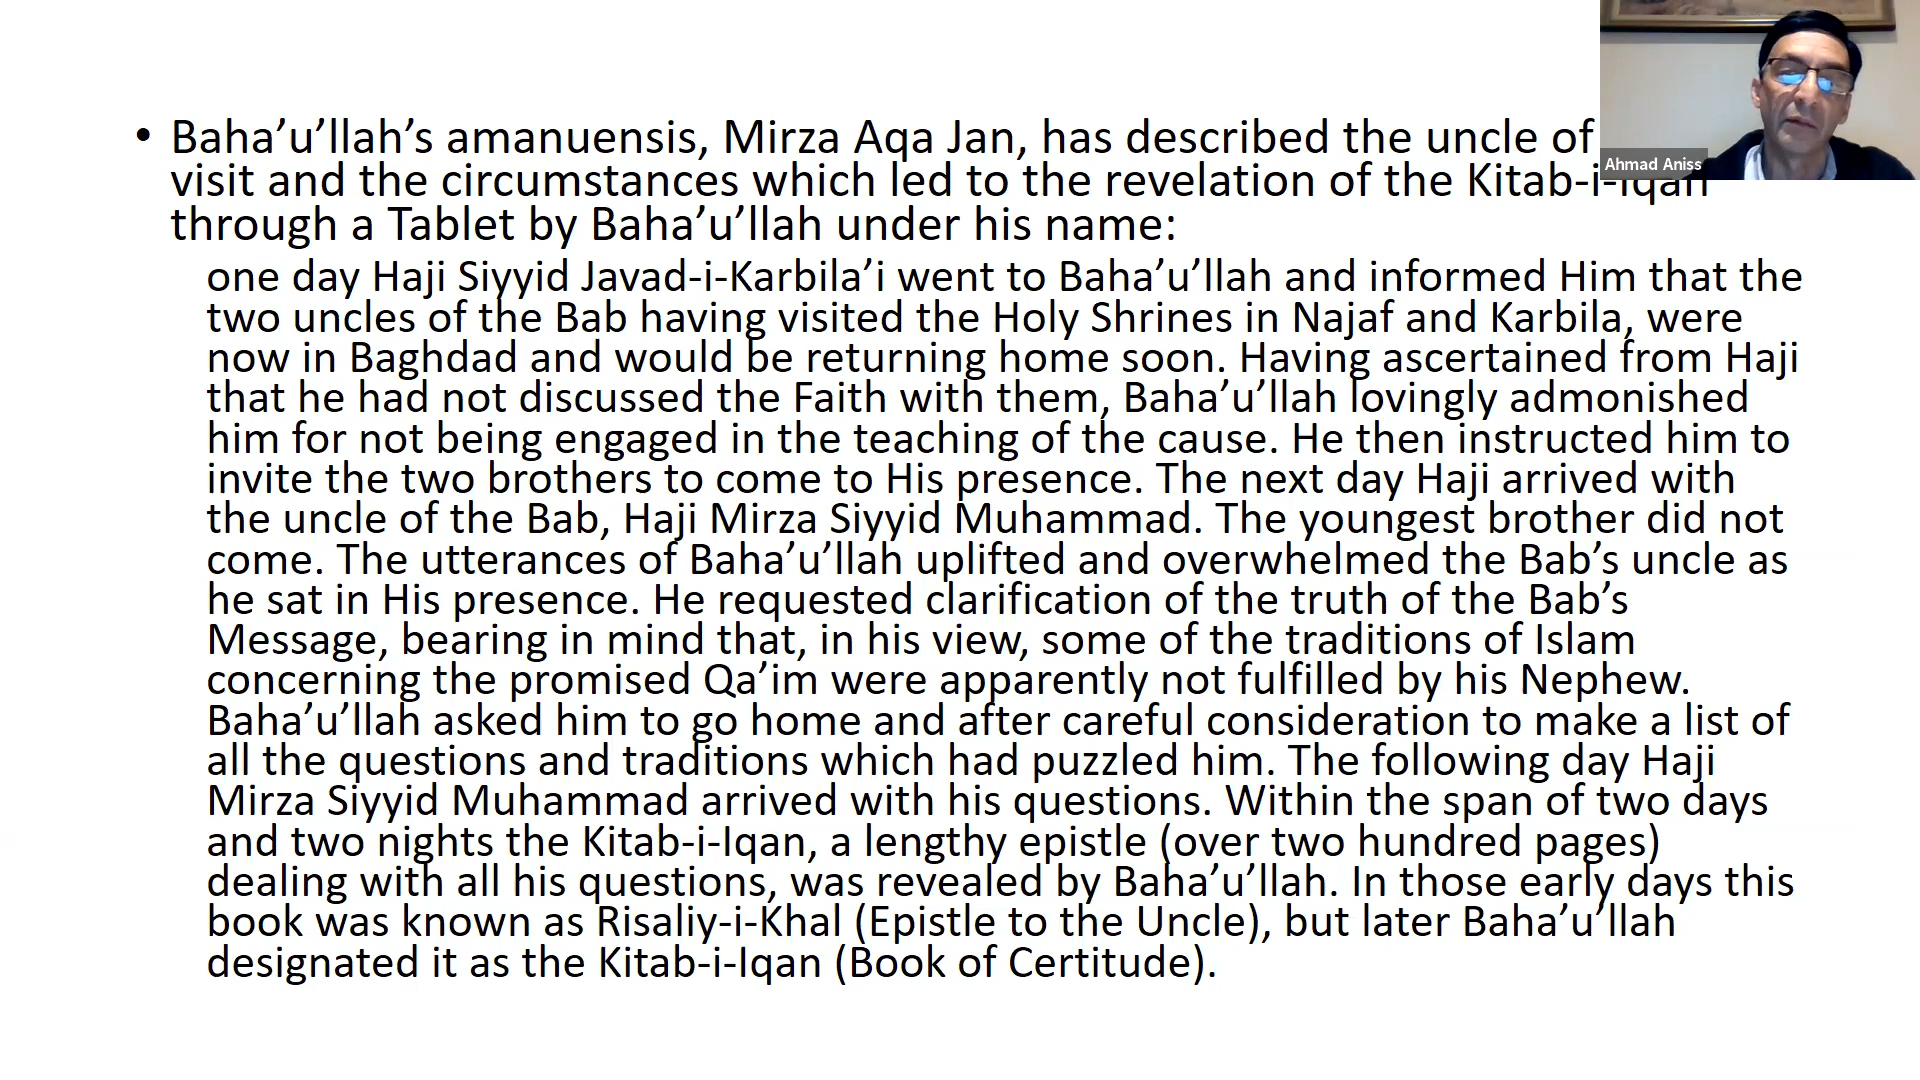 • Baha’u’llah’s amanuensis, Mirza Aqa Jan, has described the uncle of
visit and the circumstances which led to the revelation of the Kitab-i-Iqan
through a Tablet by Baha’u’llah under his name:
one day Haji Siyyid Javad-i-Karbila’i went to Baha’u’llah and informed Him that the
two uncles of the Bab having visited the Holy Shrines in Najaf and Karbila, were
now in Baghdad and would be returning home soon. Having ascertained from Haji
that he had not discussed the Faith with them, Baha’u’llah lovingly admonished
him for not being engaged in the teaching of the cause. He then instructed him to
invite the two brothers to come to His presence. The next day Haji arrived with
the uncle of the Bab, Haji Mirza Siyyid Muhammad. The youngest brother did not
come. The utterances of Baha’u’llah uplifted and overwhelmed the Bab’s uncle as
he sat in His presence. He requested clarification of the truth of the Bab’s
Message, bearing in mind that, in his view, some of the traditions of Islam
concerning the promised Qa’im were apparently not fulfilled by his Nephew.
Baha’u’llah asked him to go home and after careful consideration to make a list of
all the questions and traditions which had puzzled him. The following day Haji
Mirza Siyyid Muhammad arrived with his questions. Within the span of two days
and two nights the Kitab-i-Iqan, a lengthy epistle (over two hundred pages)
dealing with all his questions, was revealed by Baha’u’llah. In those early days this
book was known as Risaliy-i-Khal (Epistle to the Uncle), but later Baha’u’llah
designated it as the Kitab-i-Iqan (Book of Certitude).
Ahmad Aniss